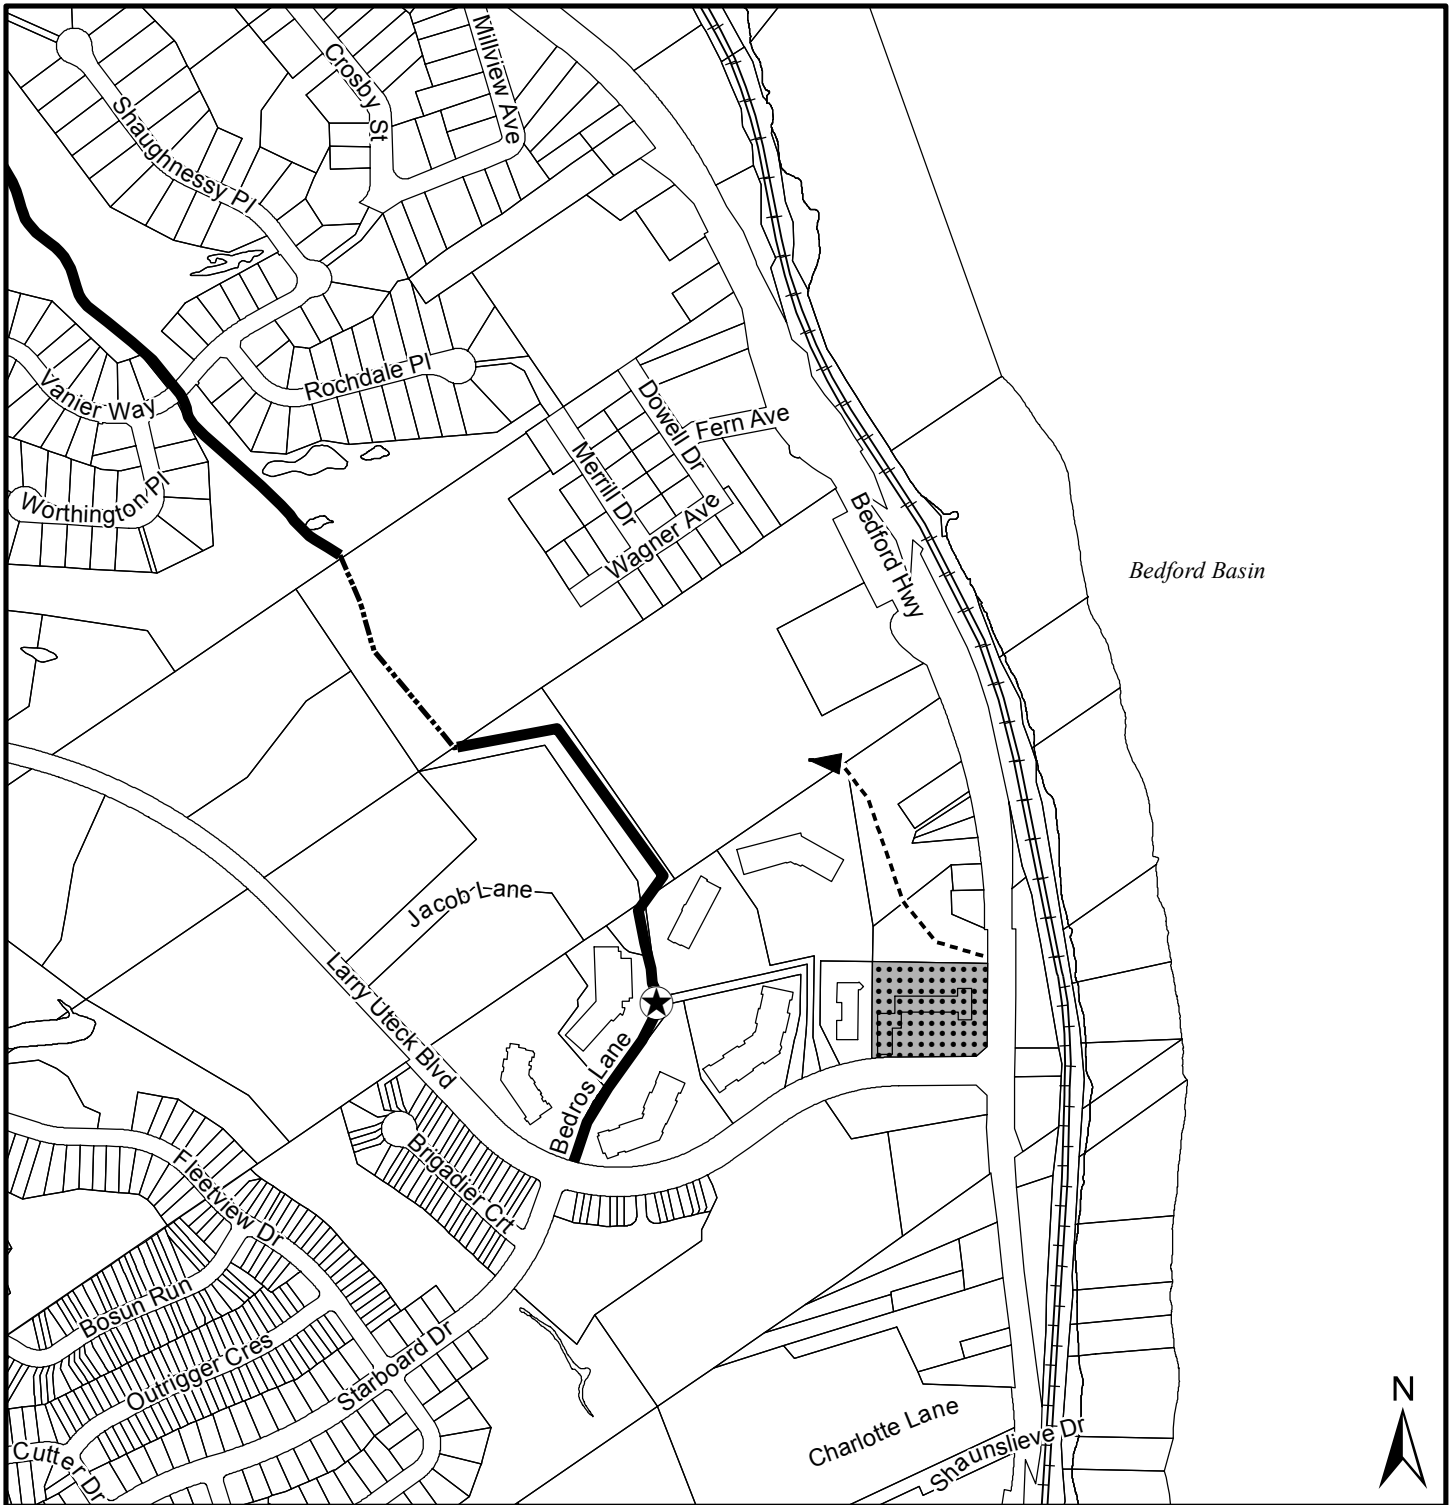 Millview Ave
Crosby St
Shaughnessy Pl
Rochdale Pl
Vanier Way
Dowell Dr
Fern Ave
Merrill Dr
Worthington Pl
Wagner Ave
Bedford Hwy
Bedford Basin
Jacob Lane
Larry Uteck Blvd
Bedros Lane
Brigadier Crt
Fleetview Dr
Bosun Run
Outrigger Cres
Starboard Dr
Cutter Dr
Charlotte Lane
Shaunslieve Dr
N